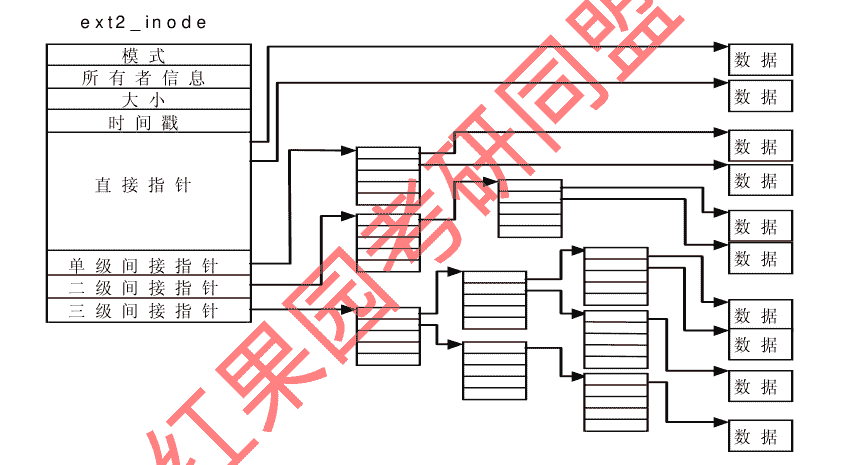 ext2_inode
模式
所有者信息
大小
时间戳
直接指针
单级间接指针
二级间接指针
三级间接指针
数据
数据
数据
数据
数据
数据
数据
数据
数据
数据
红果园考研同盟